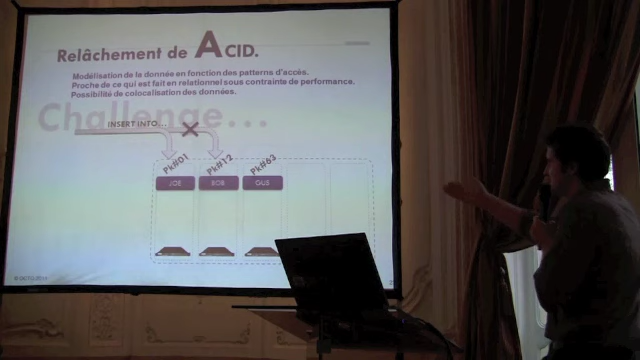 Relâchement de ACID.
Modélisation de la donnée en fonction des patterns d'accès.
Proche de ce qui est fait en relationnel sous contrainte de performance.
Possibilité de colocalisation des données.
Challenge...
INSERT INTO...
Pk#01 Pk#12 Pk#63
JOE BOB GUS